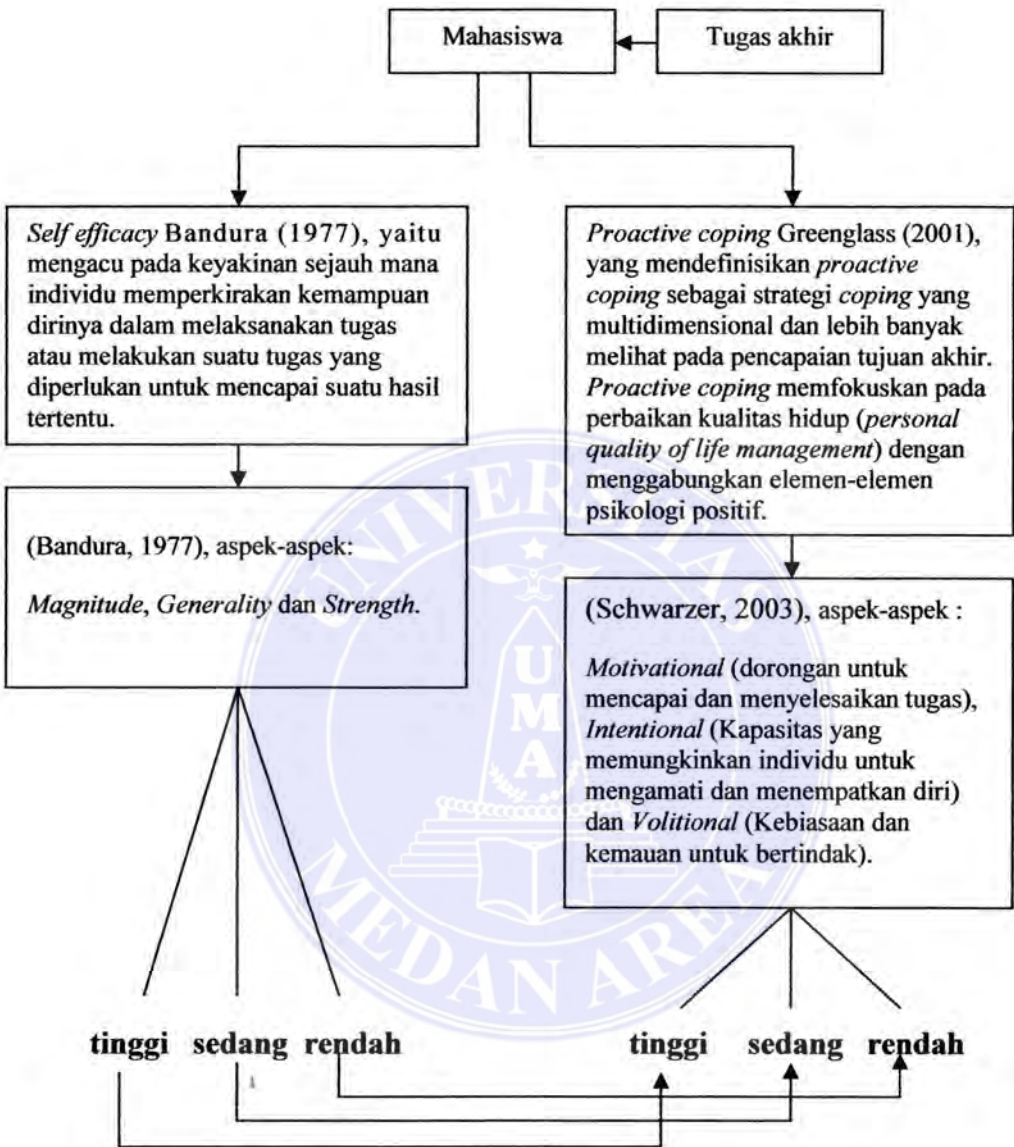 Mahasiswa
Tugas akhir
Self efficacy Bandura (1977), yaitu
mengacu pada keyakinan sejauh mana
individu memperkirakan kemampuan
dirinya dalam melaksanakan tugas
atau melakukan suatu tugas yang
diperlukan untuk mencapai suatu hasil
tertentu.
Proactive coping Greenglass (2001),
yang mendefinisikan proactive
coping sebagai strategi coping yang
multidimensional dan lebih banyak
melihat pada pencapaian tujuan akhir.
Proactive coping memfokuskan pada
perbaikan kualitas hidup (personal
quality of life management) dengan
menggabungkan elemen-elemen
psikologi positif.
(Bandura, 1977), aspek-aspek:
Magnitude, Generality dan Strength.
(Schwarzer, 2003), aspek-aspek :
Motivational (dorongan untuk
mencapai dan menyelesaikan tugas),
Intentional (Kapasitas yang
memungkinkan individu untuk
mengamati dan menempatkan diri)
dan Volitional (Kebiasaan dan
kemauan untuk bertindak).
tinggi sedang rendah
tinggi sedang rendah
UNIVERSITAS
UMA
MEDAN AREA